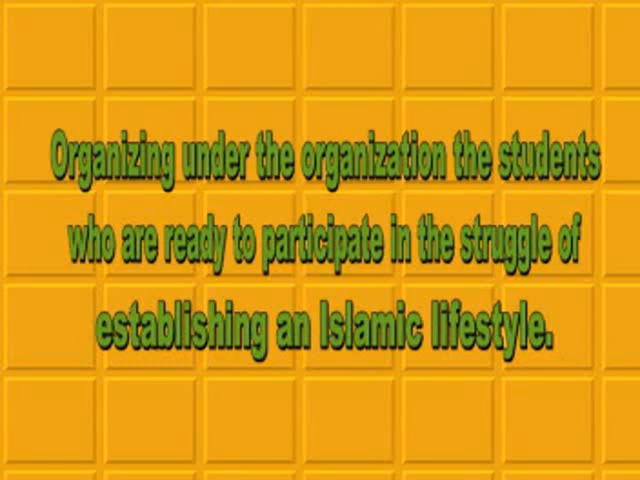 Organizing under the organization the students
who are ready to participate in the struggle of
establishing an Islamic lifestyle.